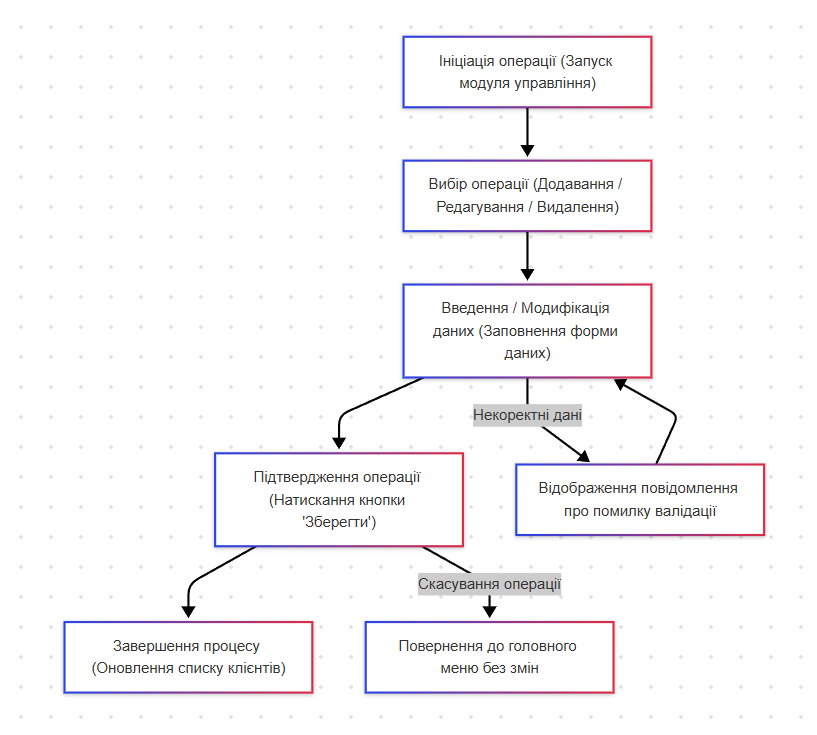 Ініціація операції (Запуск
модуля управління)
Вибір операції (Додавання /
Редагування / Видалення)
Введення / Модифікація
даних (Заповнення форми
даних)
Некоректні дані
Підтвердження операції
(Натискання кнопки
'Зберегти')
Відображення повідомлення
про помилку валідації
Скасування операції
Завершення процесу
(Оновлення списку клієнтів)
Повернення до головного
меню без змін